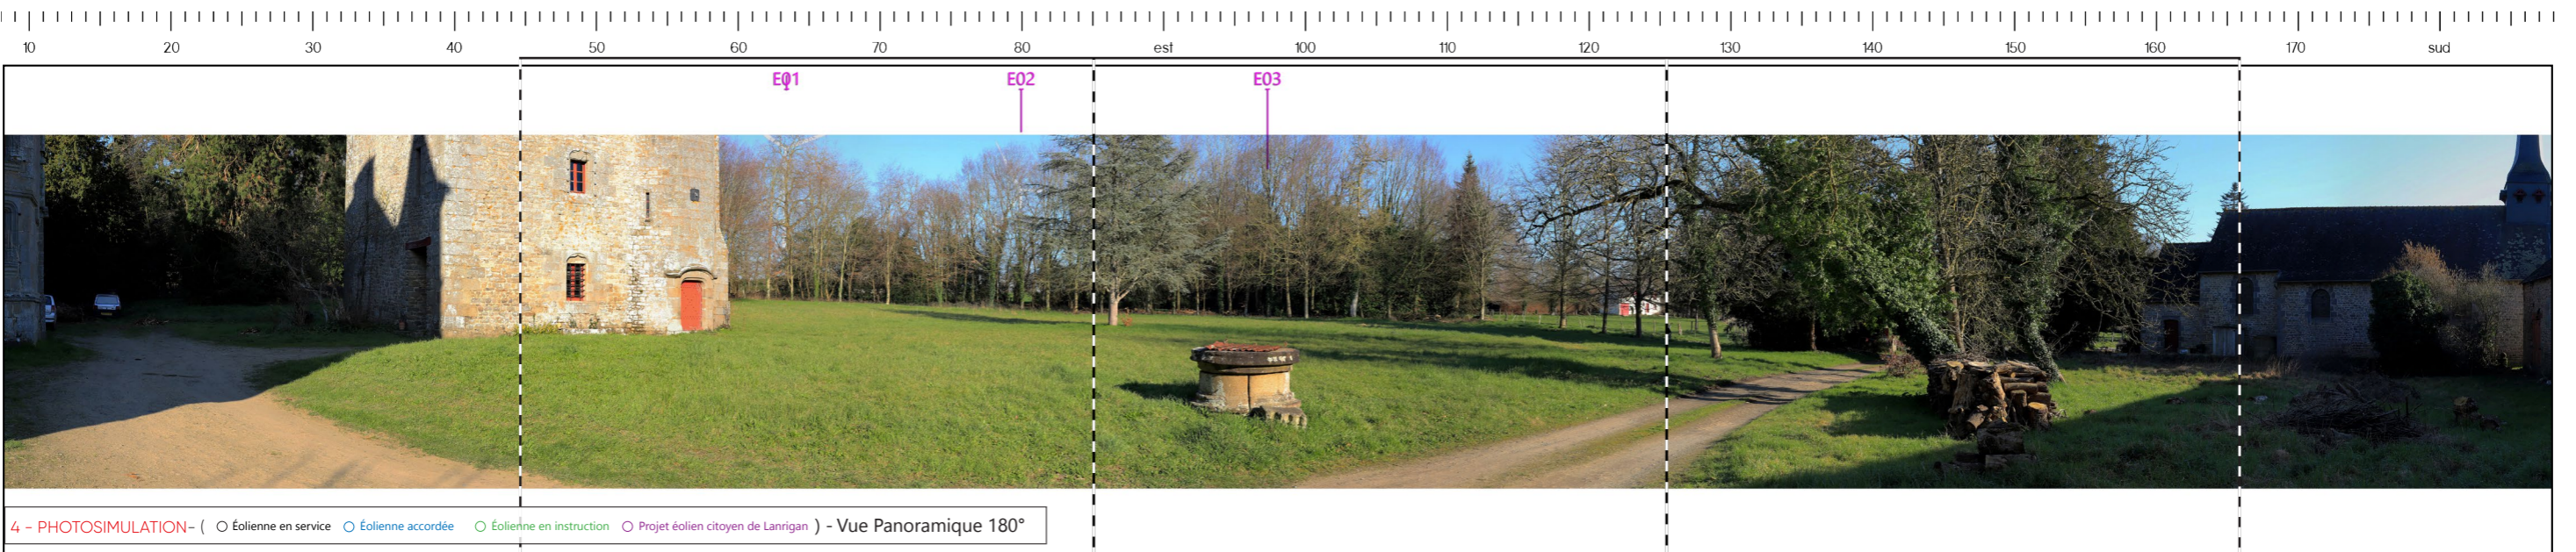 10 20 30 40 50 60 70 80 est 100 110 120 130 140 150 160 170 sud
E01 E02 E03
4 - PHOTOSIMULATION- ( Éolienne en service Éolienne accordée Éolienne en instruction Projet éolien citoyen de Lanrigan ) - Vue Panoramique 180°